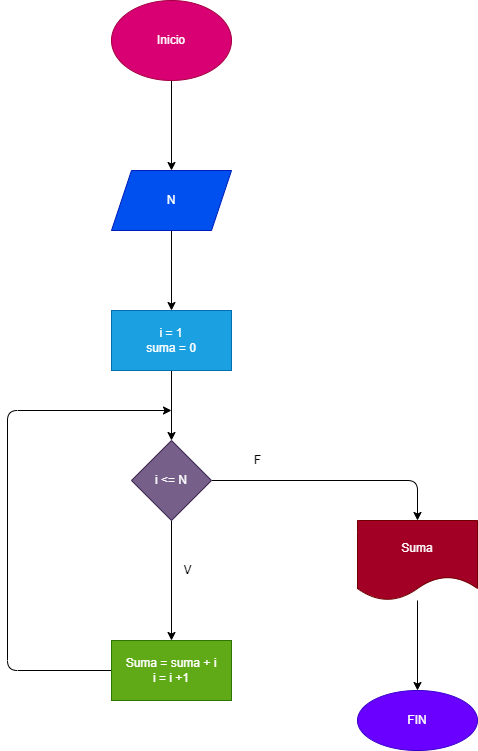 Inicio
N
i = 1
suma = 0
i <= N
F
V
Suma = suma + i
i = i +1
Suma
FIN